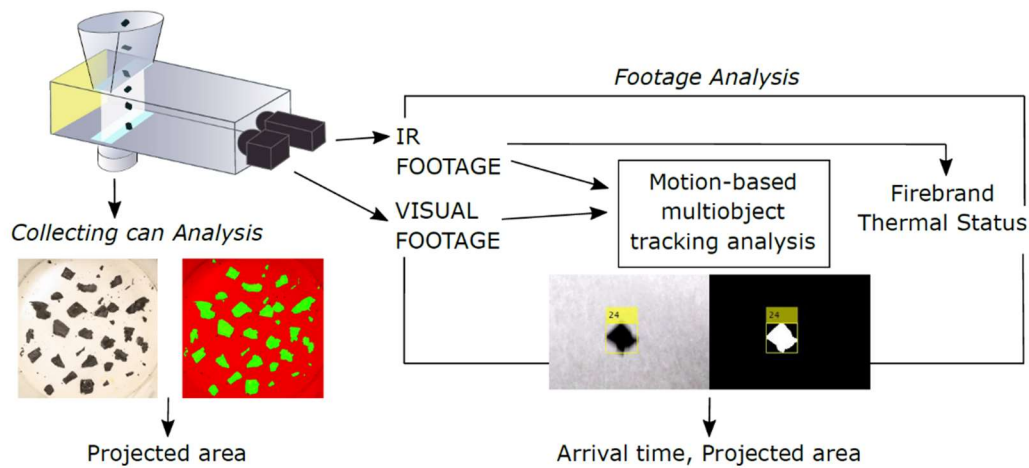 Footage Analysis
IR
FOOTAGE
VISUAL
FOOTAGE
Motion-based
multiobject
tracking analysis
Firebrand
Thermal Status
Collecting can Analysis
24
24
Projected area
Arrival time, Projected area